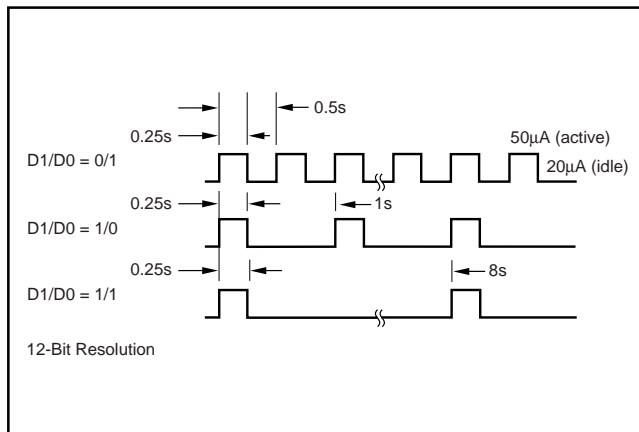 0.5s
0.25s
50µA (active)
D1/D0 = 0/1
20µA (idle)
0.25s
1s
D1/D0 = 1/0
0.25s
8s
D1/D0 = 1/1
12-Bit Resolution